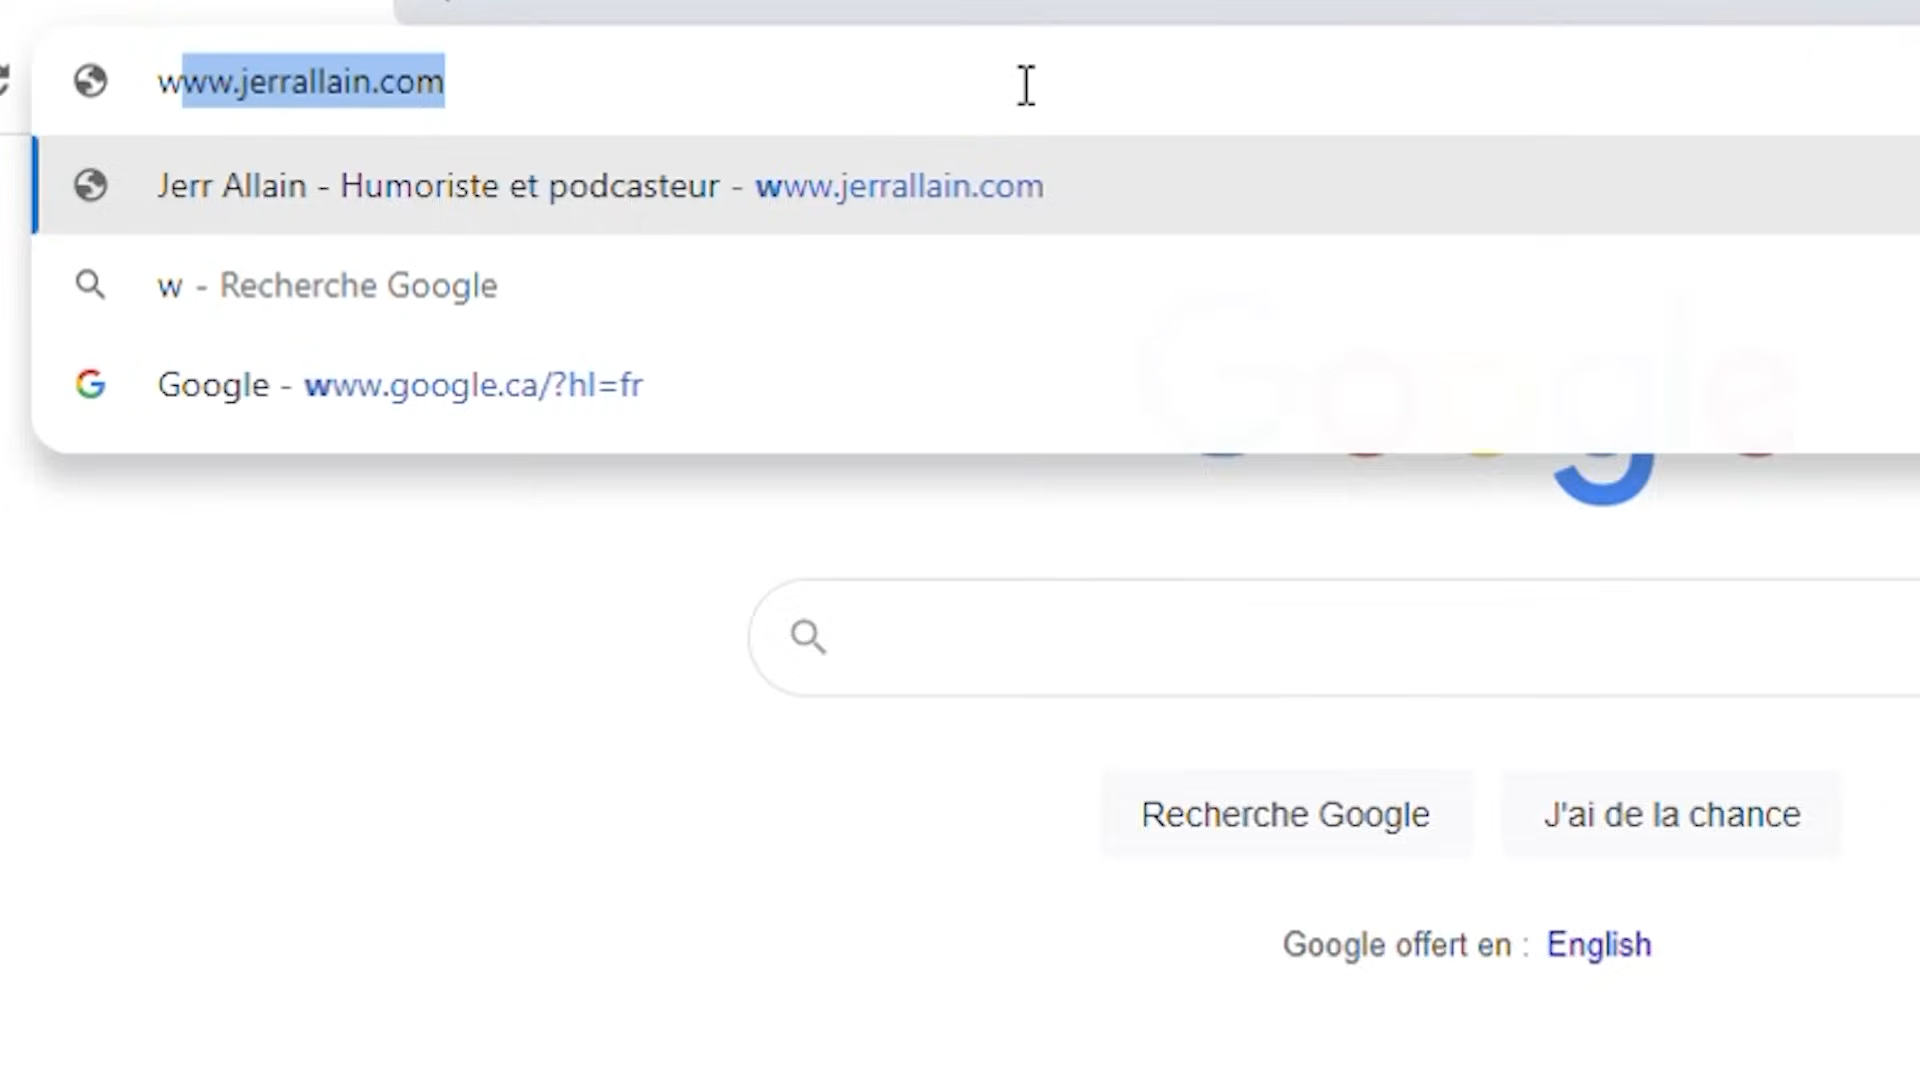 www.jerrallain.com
Jerr Allain - Humoriste et podcasteur - www.jerrallain.com
w - Recherche Google
Google - www.google.ca/?hl=fr
Google
Recherche Google
J'ai de la chance
Google offert en : English